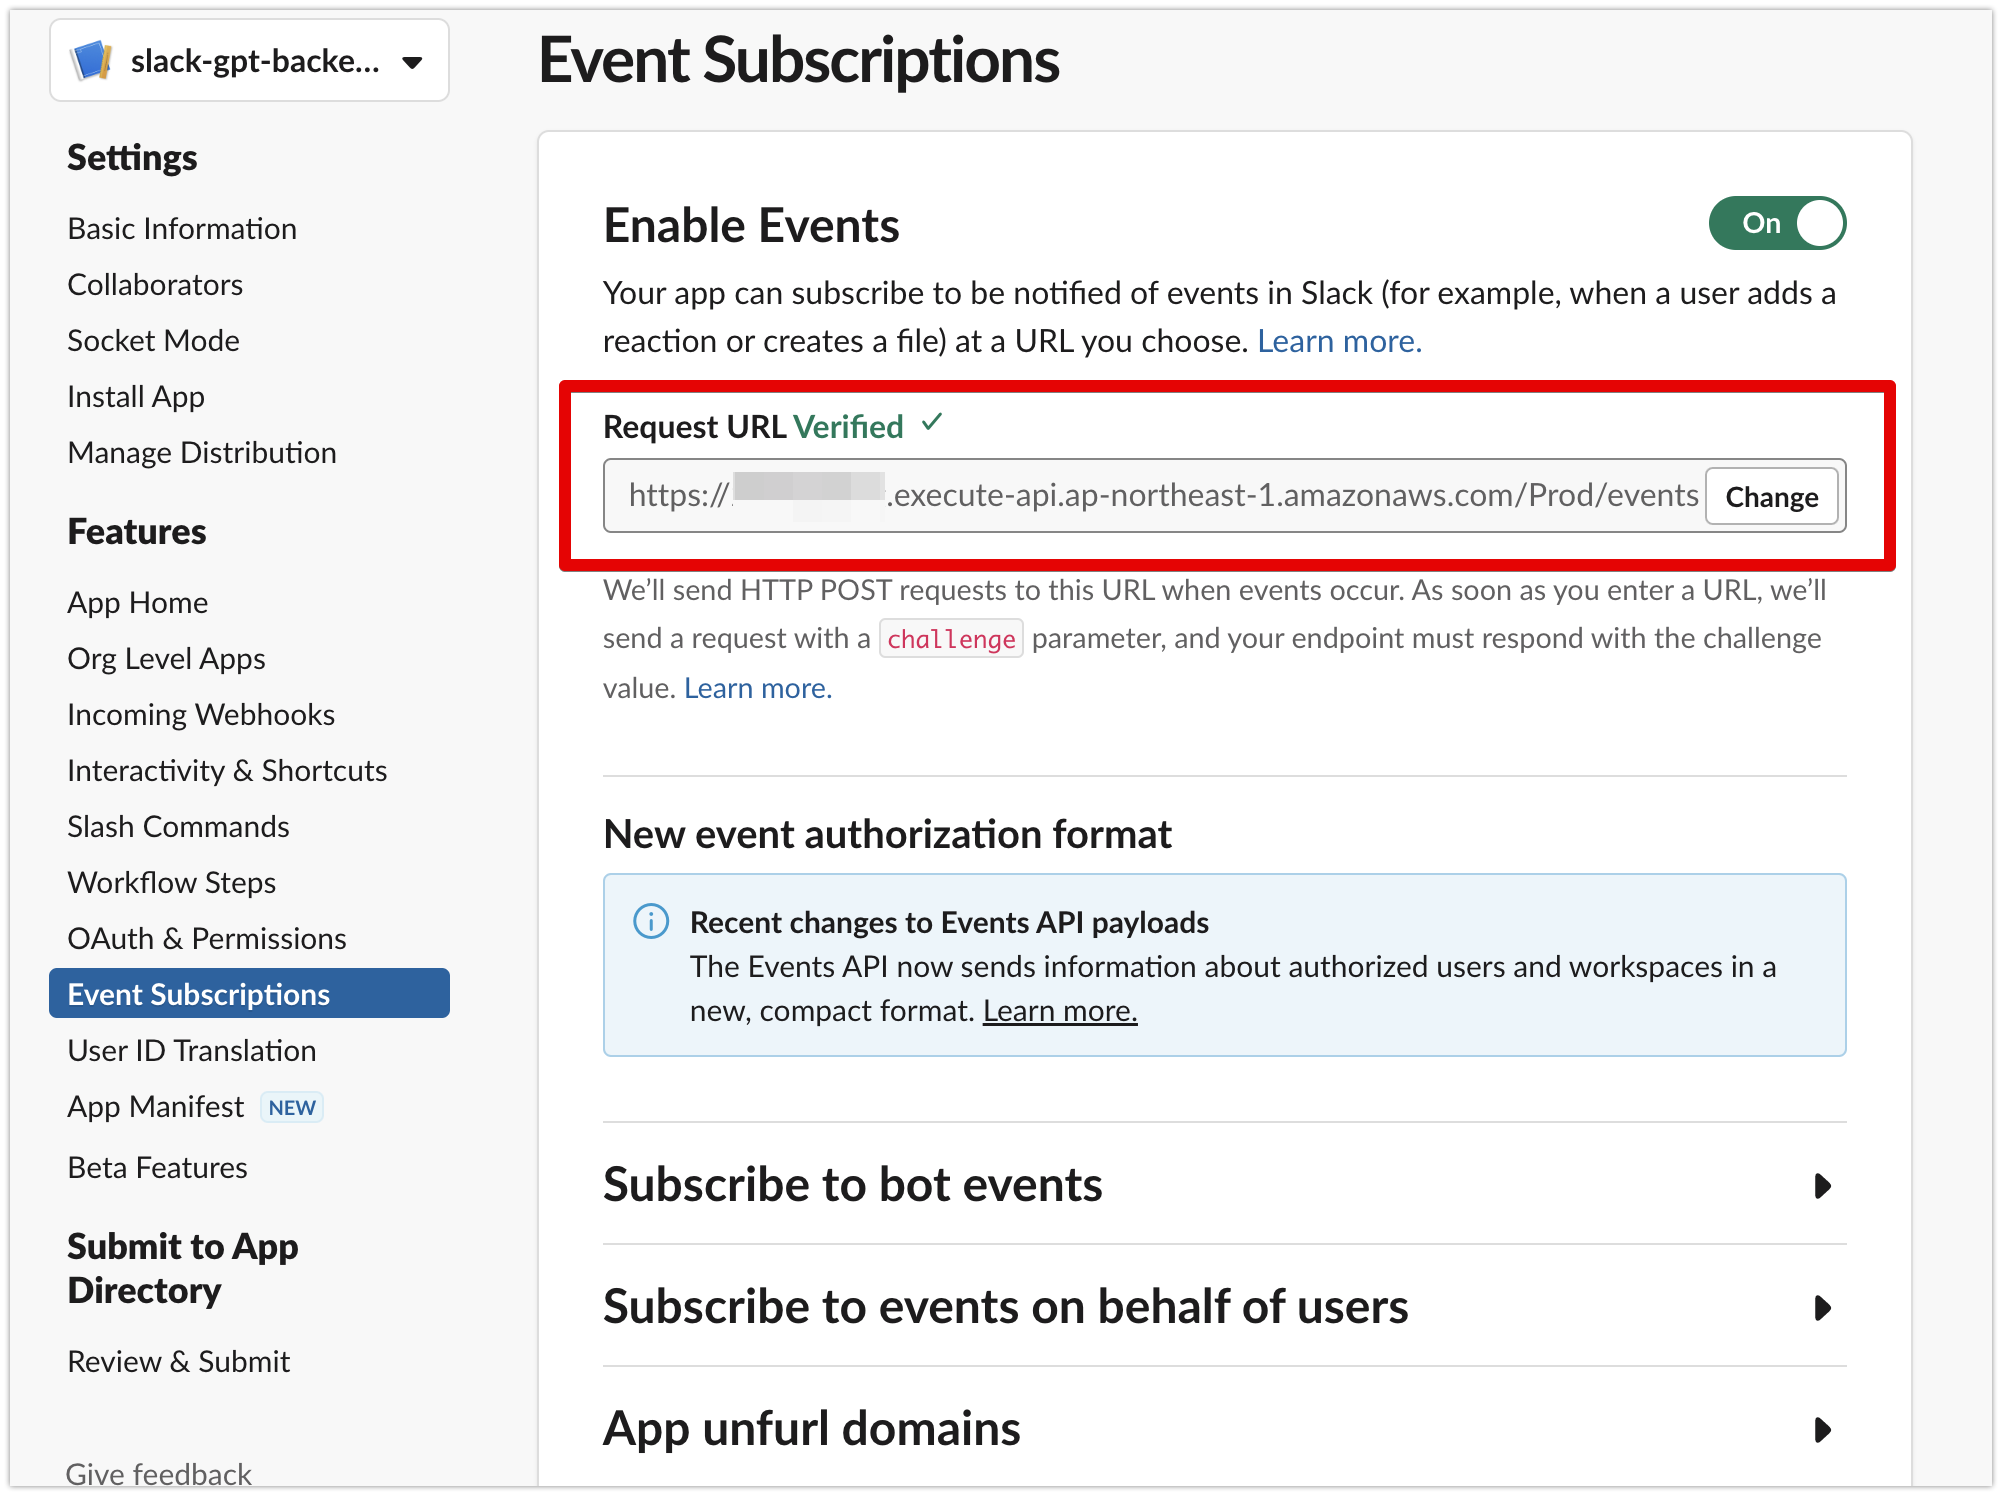 slack-gpt-backe...
Settings
Basic Information
Collaborators
Socket Mode
Install App
Manage Distribution
Features
App Home
Org Level Apps
Incoming Webhooks
Interactivity & Shortcuts
Slash Commands
Workflow Steps
OAuth & Permissions
Event Subscriptions
User ID Translation
App Manifest NEW
Beta Features
Submit to App
Directory
Review & Submit
Give feedback
Event Subscriptions
Enable Events
On
Your app can subscribe to be notified of events in Slack (for example, when a user adds a
reaction or creates a file) at a URL you choose. Learn more.
Request URL Verified ✓
https:// .execute-api.ap-northeast-1.amazonaws.com/Prod/events Change
We’ll send HTTP POST requests to this URL when events occur. As soon as you enter a URL, we’ll
send a request with a challenge parameter, and your endpoint must respond with the challenge
value. Learn more.
New event authorization format
Recent changes to Events API payloads
The Events API now sends information about authorized users and workspaces in a
new, compact format. Learn more.
Subscribe to bot events
Subscribe to events on behalf of users
App unfurl domains